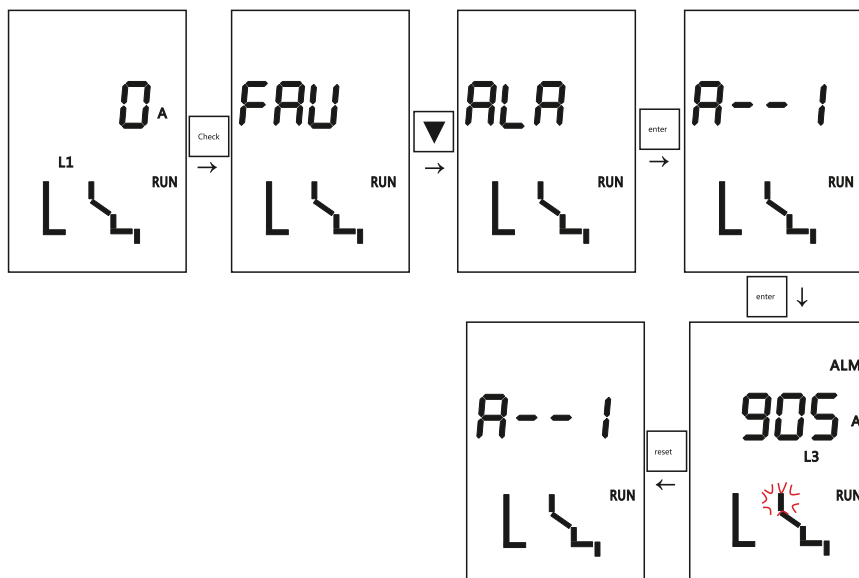 0 A
L1
RUN
Check
→
FAU
RUN
▼
→
ALA
RUN
enter
→
A--1
RUN
enter
↓
ALM
905 A
L3
RUN
reset
←
A--1
RUN